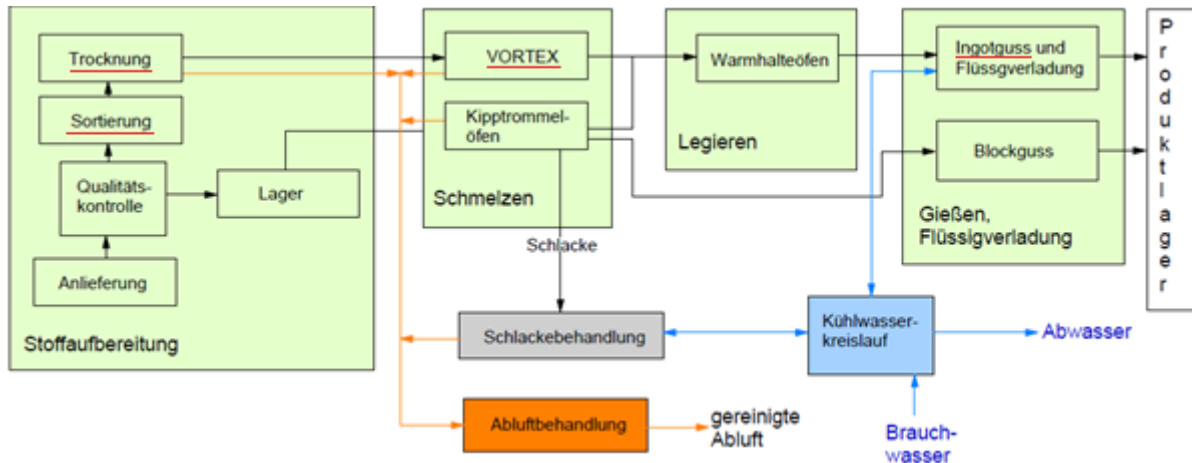 Trocknung
Sortierung
Qualitäts-
kontrolle
Anlieferung
Lager
Stoffaufbereitung
VORTEX
Kipptrommel-
öfen
Schmelzen
Schlacke
Schlackebehandlung
Abluftbehandlung
gereinigte
Abluft
Warmhalteöfen
Legieren
Ingotguss und
Flüssgverladung
Blockguss
Gießen,
Flüssigverladung
Kühlwasser-
kreislauf
Abwasser
Brauch-
wasser
P
r
o
d
u
k
t
l
a
g
e
r